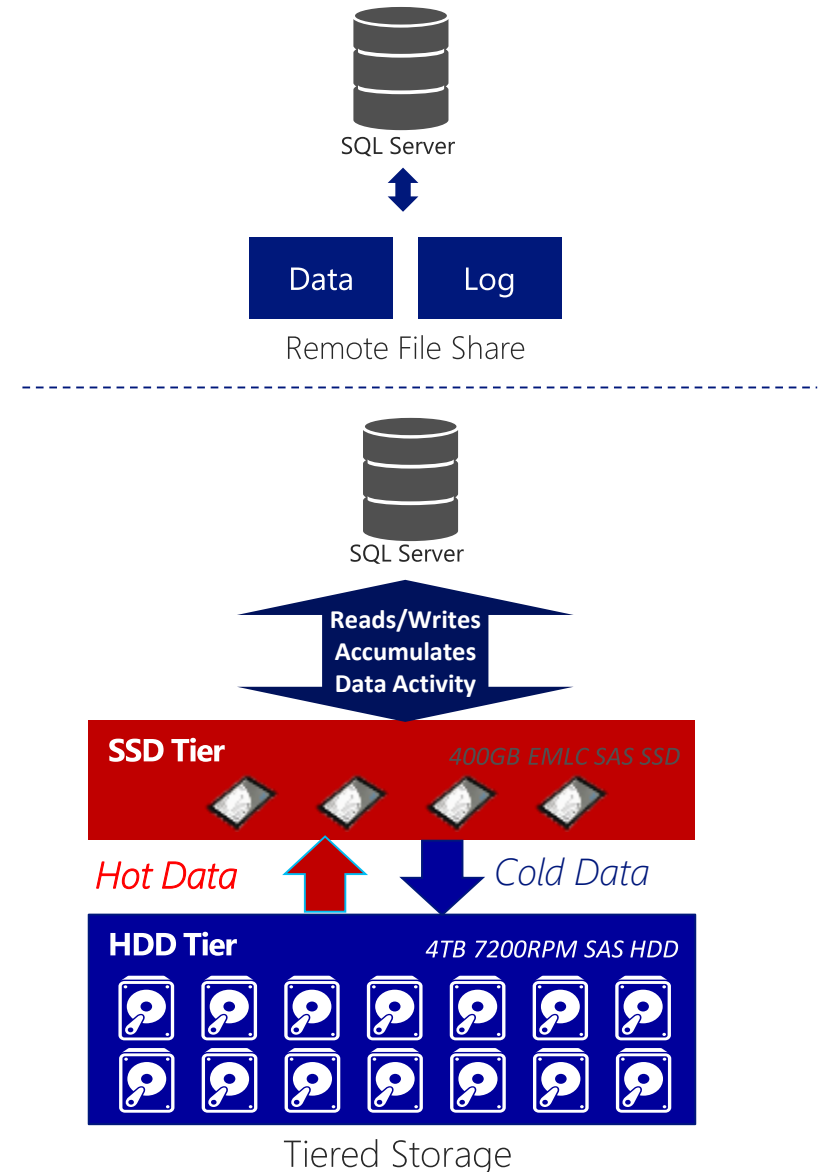 SQL Server
Data
Log
Remote File Share
SQL Server
Reads/Writes
Accumulates
Data Activity
SSD Tier
400GB EMLC SAS SSD
Hot Data
Cold Data
HDD Tier
4TB 7200RPM SAS HDD
Tiered Storage